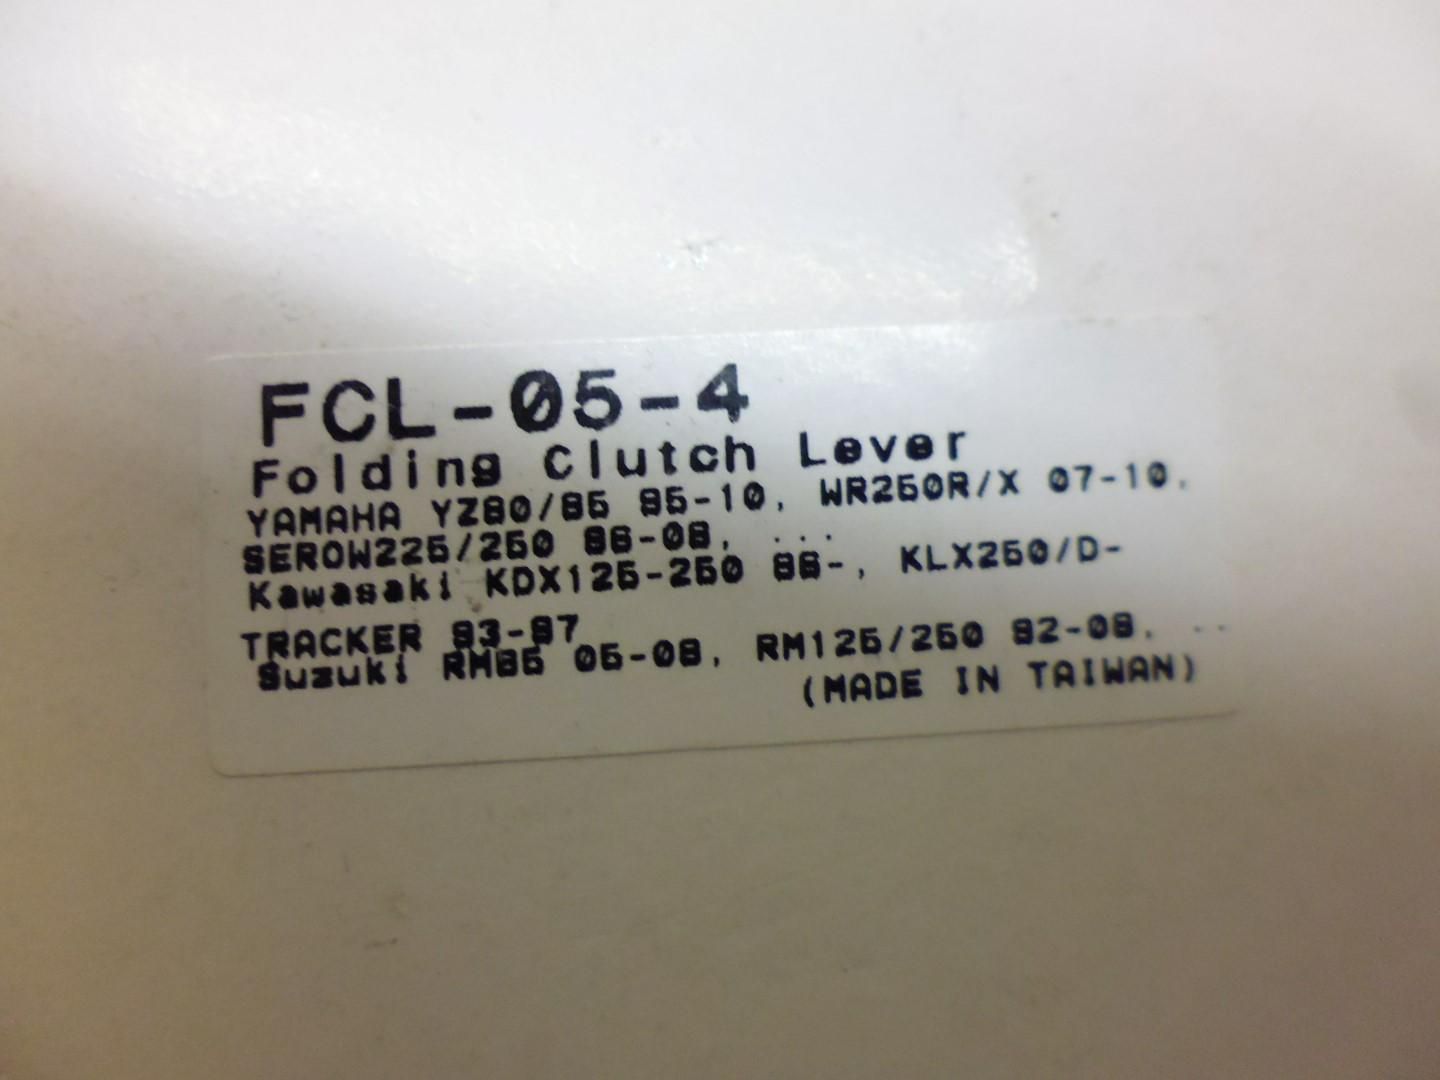 FCL-05-4
Folding Clutch Lever
YAMAHA YZ80/85 95-10, WR250R/X 07-10,
SEROW225/250 86-08, ...
Kawasaki KDX125-250 86-, KLX250/D-
TRACKER 93-97
Suzuki RM85 05-08, RM125/250 92-08, ..
(MADE IN TAIWAN)